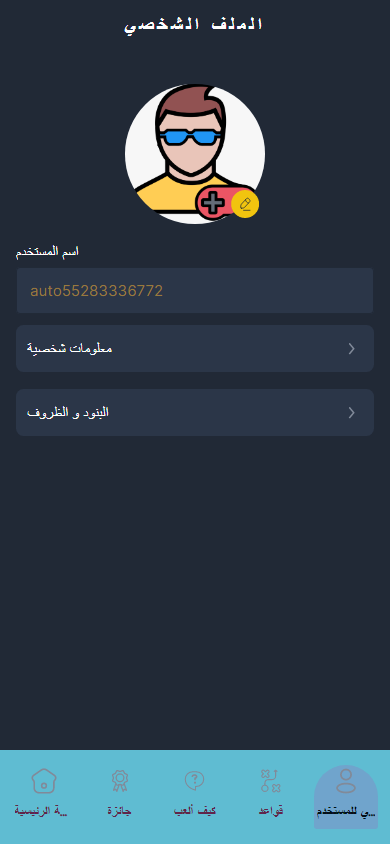 الملف الشخصي
اسم المستخدم
auto55283336772
معلومات شخصية
البنود و الظروف
ة الرئيسية...
جائزة
كيف ألعب
قواعد
ي للمستخدم...